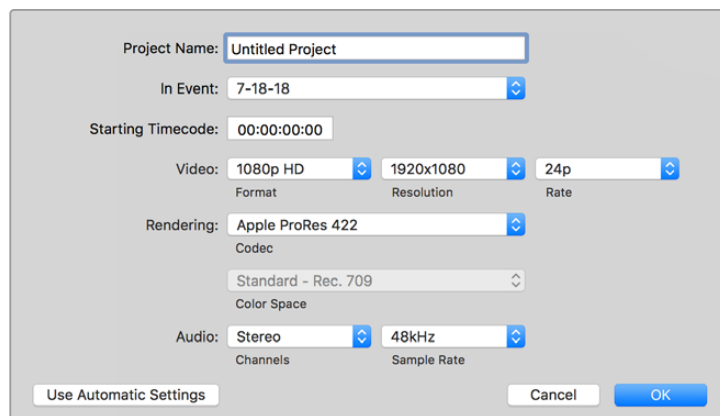 Project Name: Untitled Project
In Event: 7-18-18
Starting Timecode: 00:00:00:00
Video: 1080p HD 1920x1080 24p
Format Resolution Rate
Rendering: Apple ProRes 422
Codec
Standard - Rec. 709
Color Space
Audio: Stereo 48kHz
Channels Sample Rate
Use Automatic Settings Cancel OK